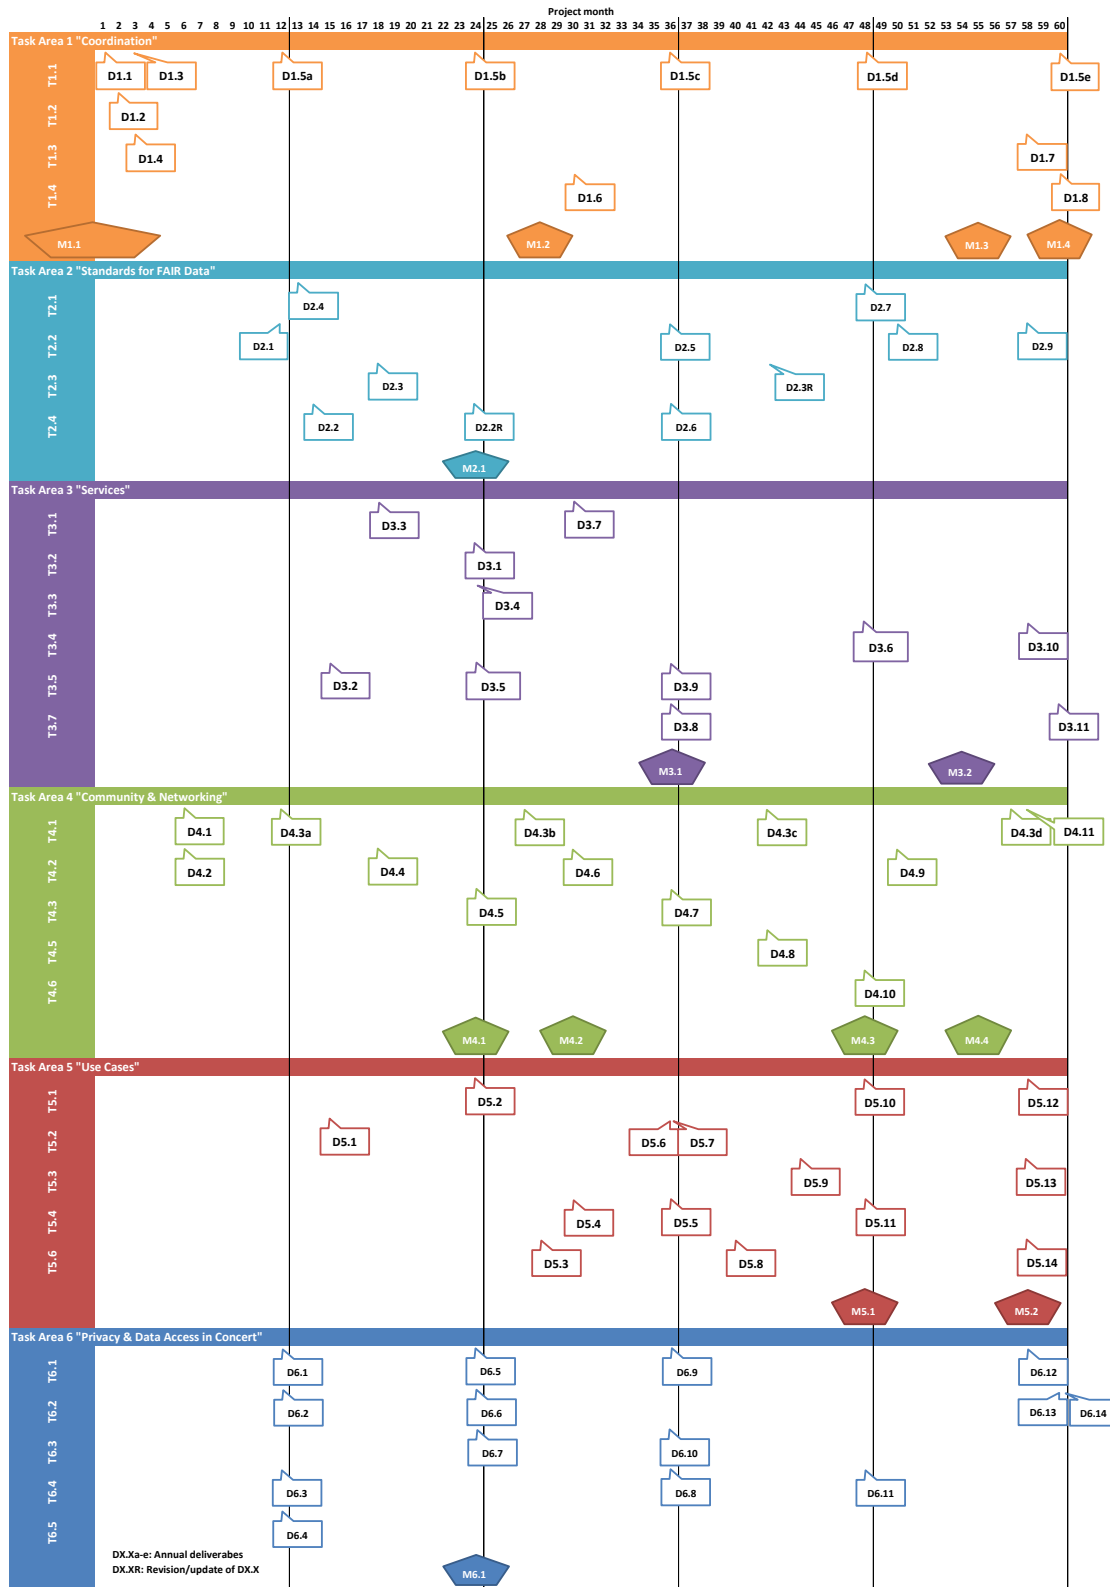 Project month
1 2 3 4 5 6 7 8 9 10 11 12 13 14 15 16 17 18 19 20 21 22 23 24 25 26 27 28 29 30 31 32 33 34 35 36 37 38 39 40 41 42 43 44 45 46 47 48 49 50 51 52 53 54 55 56 57 58 59 60
Task Area 1 "Coordination"
T1.1 D1.1 D1.3 D1.5a D1.5b D1.5c D1.5d D1.5e
T1.2 D1.2
T1.3 D1.4 D1.7
T1.4 D1.6 D1.8
M1.1 M1.2 M1.3 M1.4
Task Area 2 "Standards for FAIR Data"
T2.1 D2.4 D2.7
T2.2 D2.1 D2.5 D2.8 D2.9
T2.3 D2.3 D2.3R
T2.4 D2.2 D2.2R D2.6
M2.1
Task Area 3 "Services"
T3.1 D3.3 D3.7
T3.2 D3.1
T3.3 D3.4
T3.4 D3.6 D3.10
T3.5 D3.2 D3.5 D3.9
T3.7 D3.8 D3.11
M3.1 M3.2
Task Area 4 "Community & Networking"
T4.1 D4.1 D4.3a D4.3b D4.3c D4.3d D4.11
T4.2 D4.2 D4.4 D4.6 D4.9
T4.3 D4.5 D4.7
T4.5 D4.8
T4.6 D4.10
M4.1 M4.2 M4.3 M4.4
Task Area 5 "Use Cases"
T5.1 D5.2 D5.10 D5.12
T5.2 D5.1 D5.6 D5.7
T5.3 D5.9 D5.13
T5.4 D5.4 D5.5 D5.11
T5.6 D5.3 D5.8 D5.14
M5.1 M5.2
Task Area 6 "Privacy & Data Access in Concert"
T6.1 D6.1 D6.5 D6.9 D6.12
T6.2 D6.2 D6.6 D6.13 D6.14
T6.3 D6.7 D6.10
T6.4 D6.3 D6.8 D6.11
T6.5 D6.4
DX.Xa-e: Annual deliverabes
DX.XR: Revision/update of DX.X
M6.1